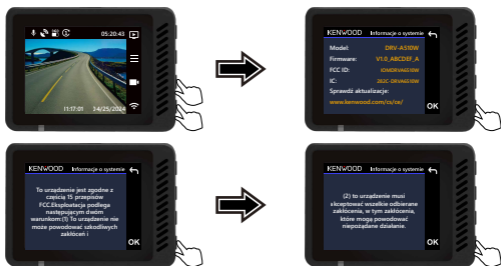 05:20:43
11:17:01 34/25/2024
KENWOOD Informacje o systemie
Model: DRV-A510W
Firmware: V1.0_ABCDEF_A
FCC ID:
IC:
Sprawdź aktualizacje:
www.kenwood.com/cs/se/
OK
KENWOOD Informacje o systemie
To urządzenie jest zgodne z
częścią 15 przepisów
FCC.Eksploatacja podlega
następującym dwóm
warunkom:(1) To urządzenie nie
może powodować szkodliwych
zakłóceń i
OK
KENWOOD Informacje o systemie
(2) to urządzenie musi
akceptować wszelkie odbierane
zakłócenia, w tym zakłócenia,
które mogą powodować
niepożądane działanie.
OK